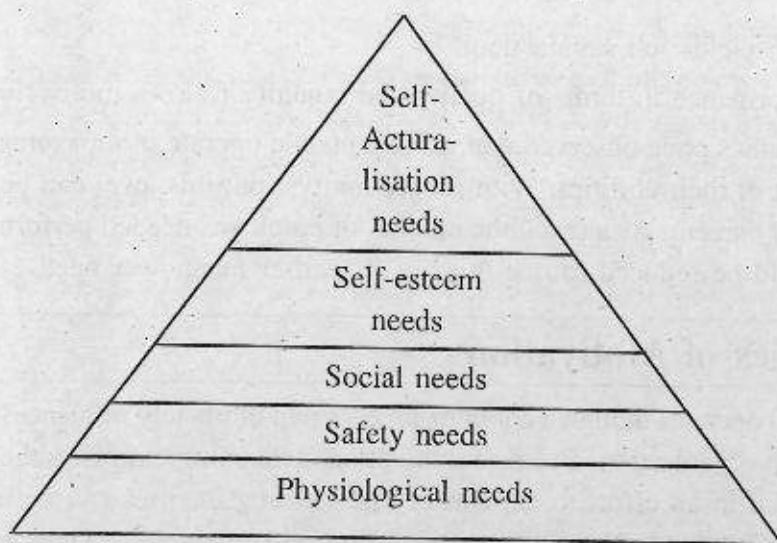 Self-
Actura-
lisation
needs
Self-esteem
needs
Social needs
Safety needs
Physiological needs